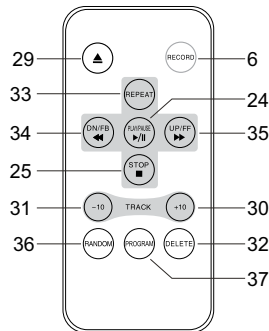 29
RECORD
6
33
REPEAT
24
34
DN/FB
PLAY/PAUSE
UP/FF
35
25
STOP
31
-10
TRACK
+10
30
36
RANDOM
PROGRAM
DELETE
32
37